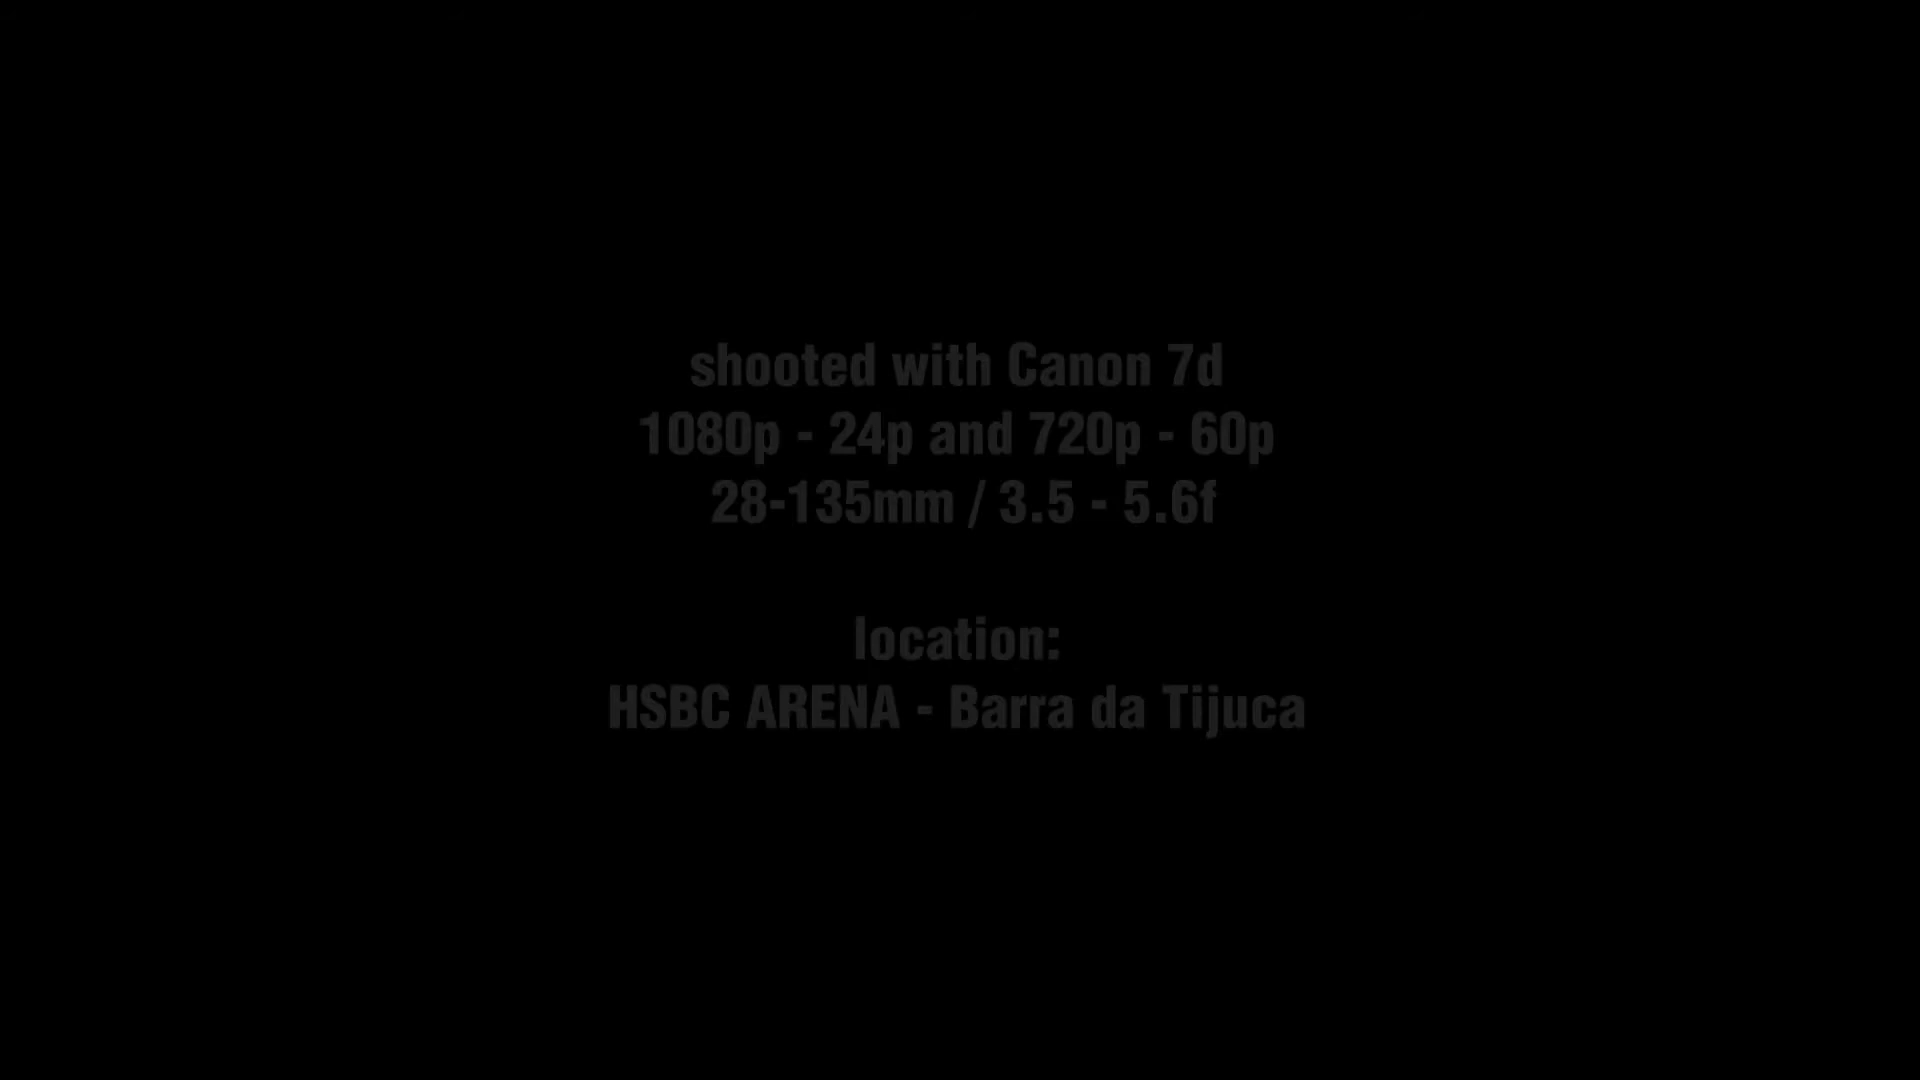 shooted with Canon 7d
1080p - 24p and 720p - 60p
28-135mm / 3.5 - 5.6f
location:
HSBC ARENA - Barra da Tijuca